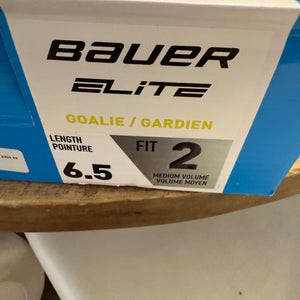 BAUER
ELITE
GOALIE / GARDIEN
LENGTH
POINTURE
6.5
FIT 2
MEDIUM VOLUME
VOLUME MOYEN